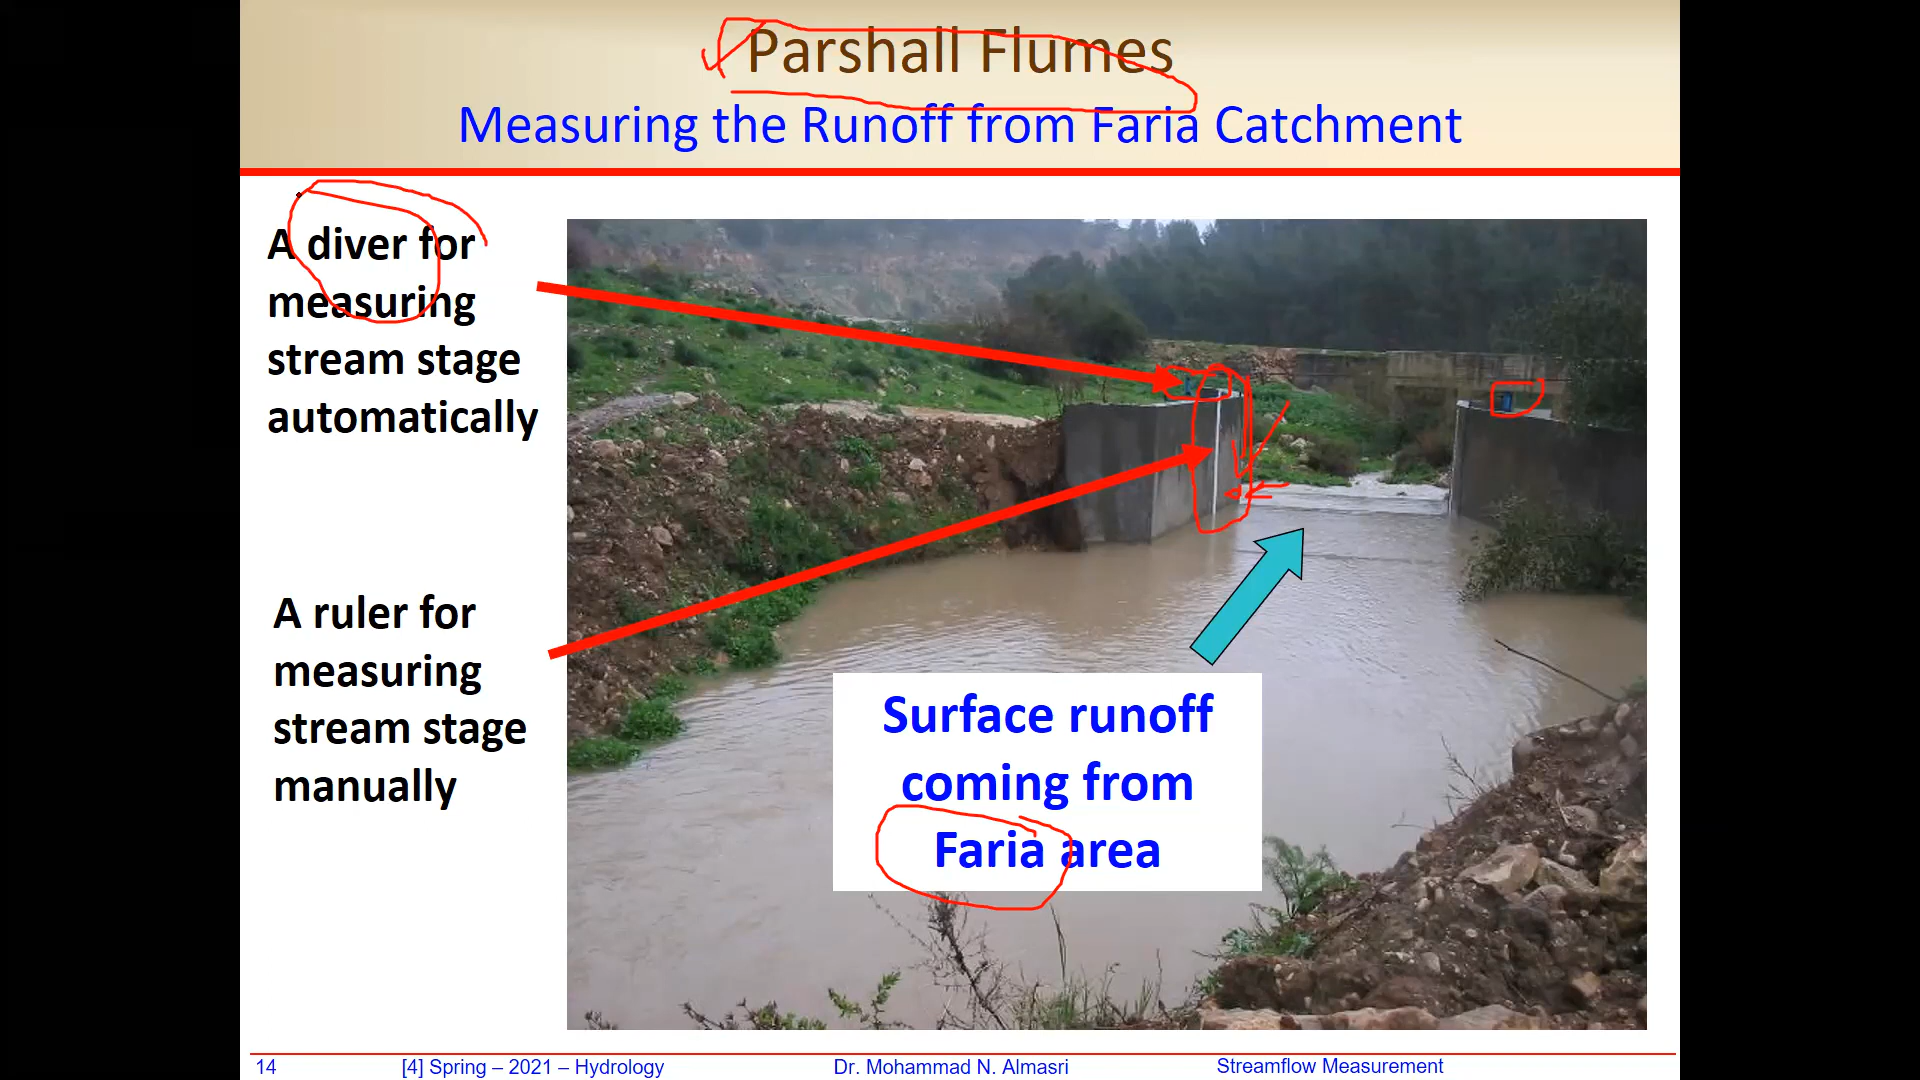 Parshall Flumes
Measuring the Runoff from Faria Catchment
A diver for
measuring
stream stage
automatically
A ruler for
measuring
stream stage
manually
Surface runoff
coming from
Faria area
14 [4] Spring – 2021 – Hydrology Dr. Mohammad N. Almasri Streamflow Measurement